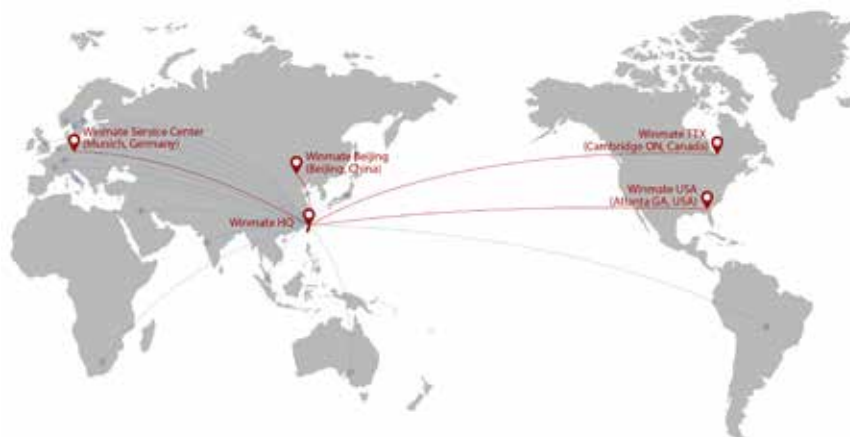 Winmate Service Center
(Munich, Germany)
Winmate Beijing
(Beijing, China)
Winmate HQ
Winmate TTX
(Cambridge ON, Canada)
Winmate USA
(Atlanta GA, USA)